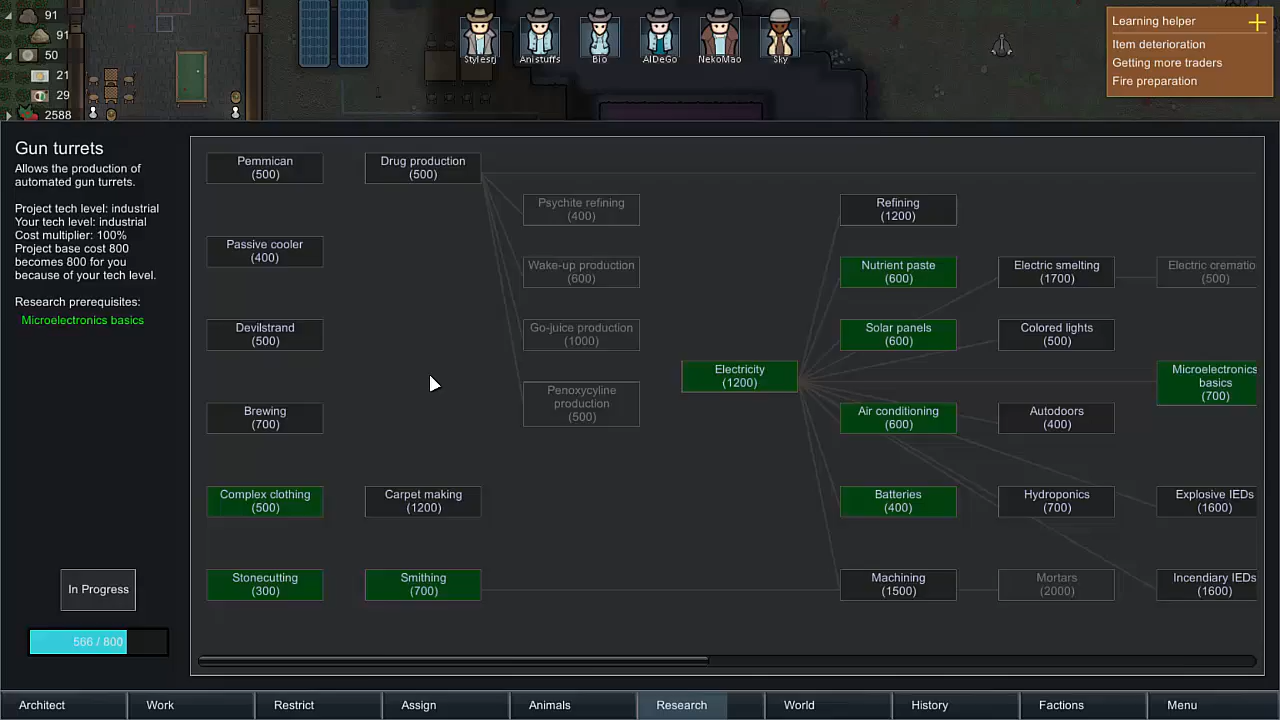 91
91
50
21
29
2588
Stylesrj
Anistuffs
Bio
AlDeGo
NekoMao
Sky
Learning helper
Item deterioration
Getting more traders
Fire preparation
Gun turrets
Allows the production of
automated gun turrets.
Project tech level: industrial
Your tech level: industrial
Cost multiplier: 100%
Project base cost 800
becomes 800 for you
because of your tech level.
Research prerequisites:
Microelectronics basics
In Progress
566 / 800
Pemmican
(500)
Drug production
(500)
Psychite refining
(400)
Refining
(1200)
Passive cooler
(400)
Wake-up production
(600)
Nutrient paste
(600)
Electric smelting
(1700)
Electric crematio
(500)
Devilstrand
(500)
Go-juice production
(1000)
Solar panels
(600)
Colored lights
(500)
Electricity
(1200)
Microelectronics
basics
(700)
Penoxycyline
production
(500)
Brewing
(700)
Air conditioning
(600)
Autodoors
(400)
Complex clothing
(500)
Carpet making
(1200)
Batteries
(400)
Hydroponics
(700)
Explosive IEDs
(1600)
Stonecutting
(300)
Smithing
(700)
Machining
(1500)
Mortars
(2000)
Incendiary IEDs
(1600)
Architect
Work
Restrict
Assign
Animals
Research
World
History
Factions
Menu